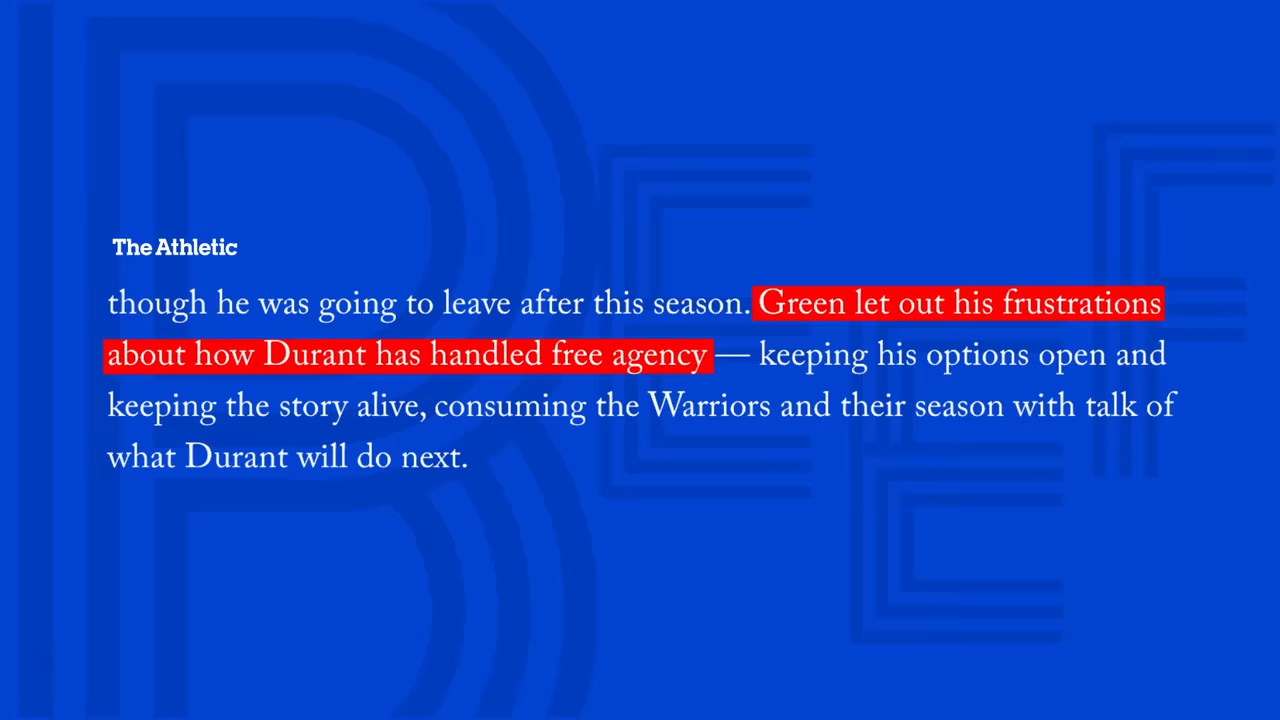 The Athletic
though he was going to leave after this season. Green let out his frustrations
about how Durant has handled free agency — keeping his options open and
keeping the story alive, consuming the Warriors and their season with talk of
what Durant will do next.
BEEF